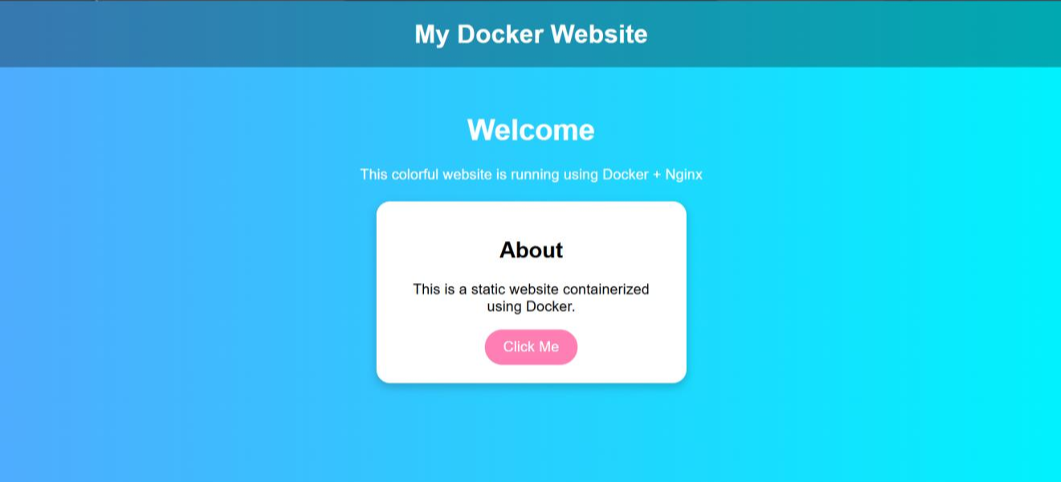 My Docker Website
Welcome
This colorful website is running using Docker + Nginx
About
This is a static website containerized
using Docker.
Click Me